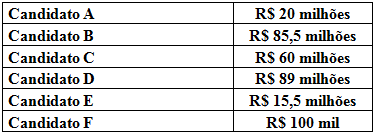 Candidato A R$ 20 milhões
Candidato B R$ 85,5 milhões
Candidato C R$ 60 milhões
Candidato D R$ 89 milhões
Candidato E R$ 15,5 milhões
Candidato F R$ 100 mil